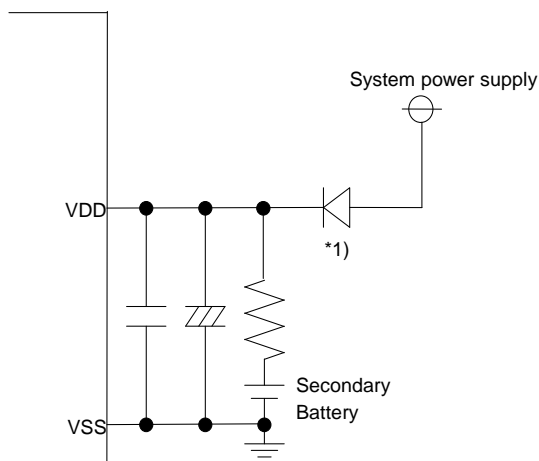 System power supply
VDD
*1)
Secondary
Battery
VSS